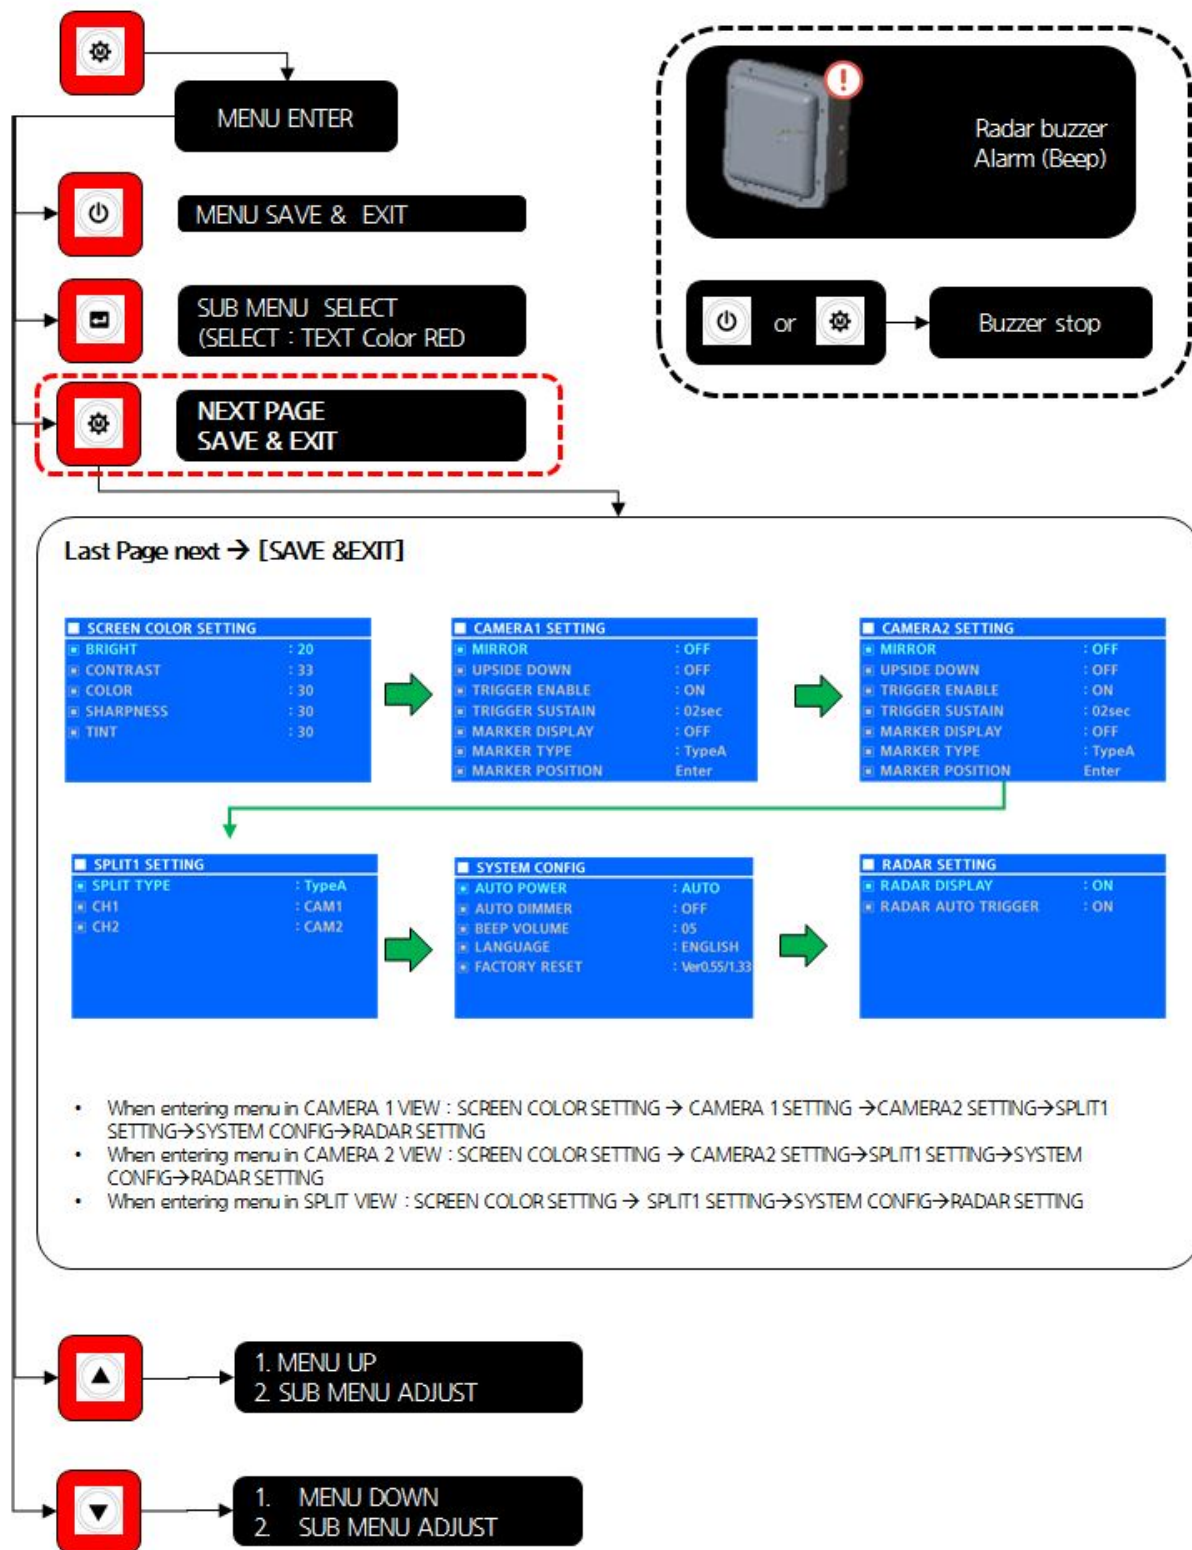 MENU ENTER
MENU SAVE & EXIT
SUB MENU SELECT
(SELECT : TEXT Color RED
NEXT PAGE
SAVE & EXIT
Radar buzzer
Alarm (Beep)
or
Buzzer stop
Last Page next → [SAVE &EXIT]
SCREEN COLOR SETTING
BRIGHT : 20
CONTRAST : 33
COLOR : 30
SHARPNESS : 30
TINT : 30
CAMERA1 SETTING
MIRROR : OFF
UPSIDE DOWN : OFF
TRIGGER ENABLE : ON
TRIGGER SUSTAIN : 02sec
MARKER DISPLAY : OFF
MARKER TYPE : TypeA
MARKER POSITION Enter
CAMERA2 SETTING
MIRROR : OFF
UPSIDE DOWN : OFF
TRIGGER ENABLE : ON
TRIGGER SUSTAIN : 02sec
MARKER DISPLAY : OFF
MARKER TYPE : TypeA
MARKER POSITION Enter
SPLIT1 SETTING
SPLIT TYPE : TypeA
CH1 : CAM1
CH2 : CAM2
SYSTEM CONFIG
AUTO POWER : AUTO
AUTO DIMMER : OFF
BEEP VOLUME : 05
LANGUAGE : ENGLISH
FACTORY RESET : Ver0.55/1.33
RADAR SETTING
RADAR DISPLAY : ON
RADAR AUTO TRIGGER : ON
• When entering menu in CAMERA 1 VIEW : SCREEN COLOR SETTING → CAMERA 1 SETTING →CAMERA2 SETTING→SPLIT1
SETTING→SYSTEM CONFIG→RADAR SETTING
• When entering menu in CAMERA 2 VIEW : SCREEN COLOR SETTING → CAMERA2 SETTING→SPLIT1 SETTING→SYSTEM
CONFIG→RADAR SETTING
• When entering menu in SPLIT VIEW : SCREEN COLOR SETTING → SPLIT1 SETTING→SYSTEM CONFIG→RADAR SETTING
1. MENU UP
2. SUB MENU ADJUST
1. MENU DOWN
2. SUB MENU ADJUST